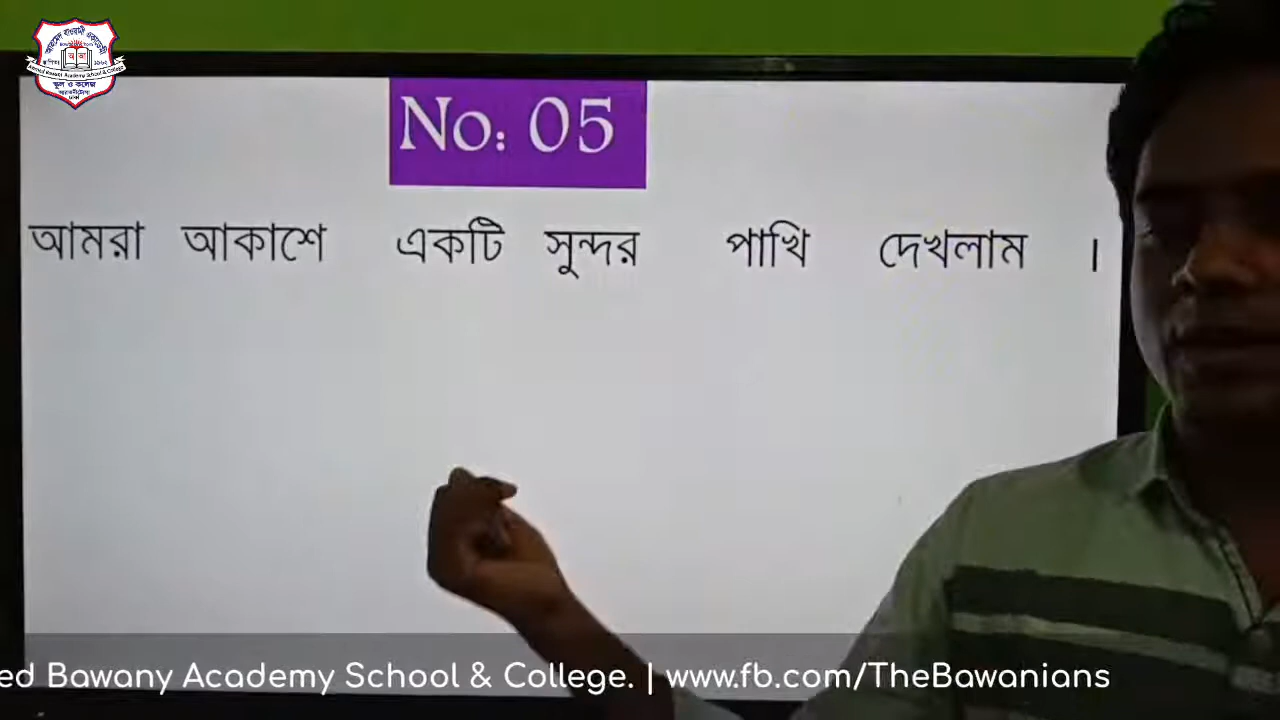 No: 05
আমরা আকাশে একটি সুন্দর পাখি দেখলাম ।
ed Bawany Academy School & College. | www.fb.com/TheBawanians